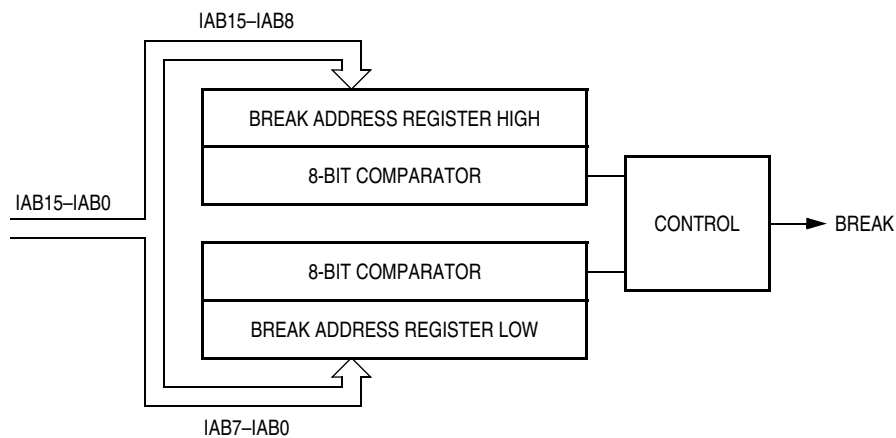 IAB15–IAB8
BREAK ADDRESS REGISTER HIGH
8-BIT COMPARATOR
IAB15–IAB0
CONTROL
BREAK
8-BIT COMPARATOR
BREAK ADDRESS REGISTER LOW
IAB7–IAB0